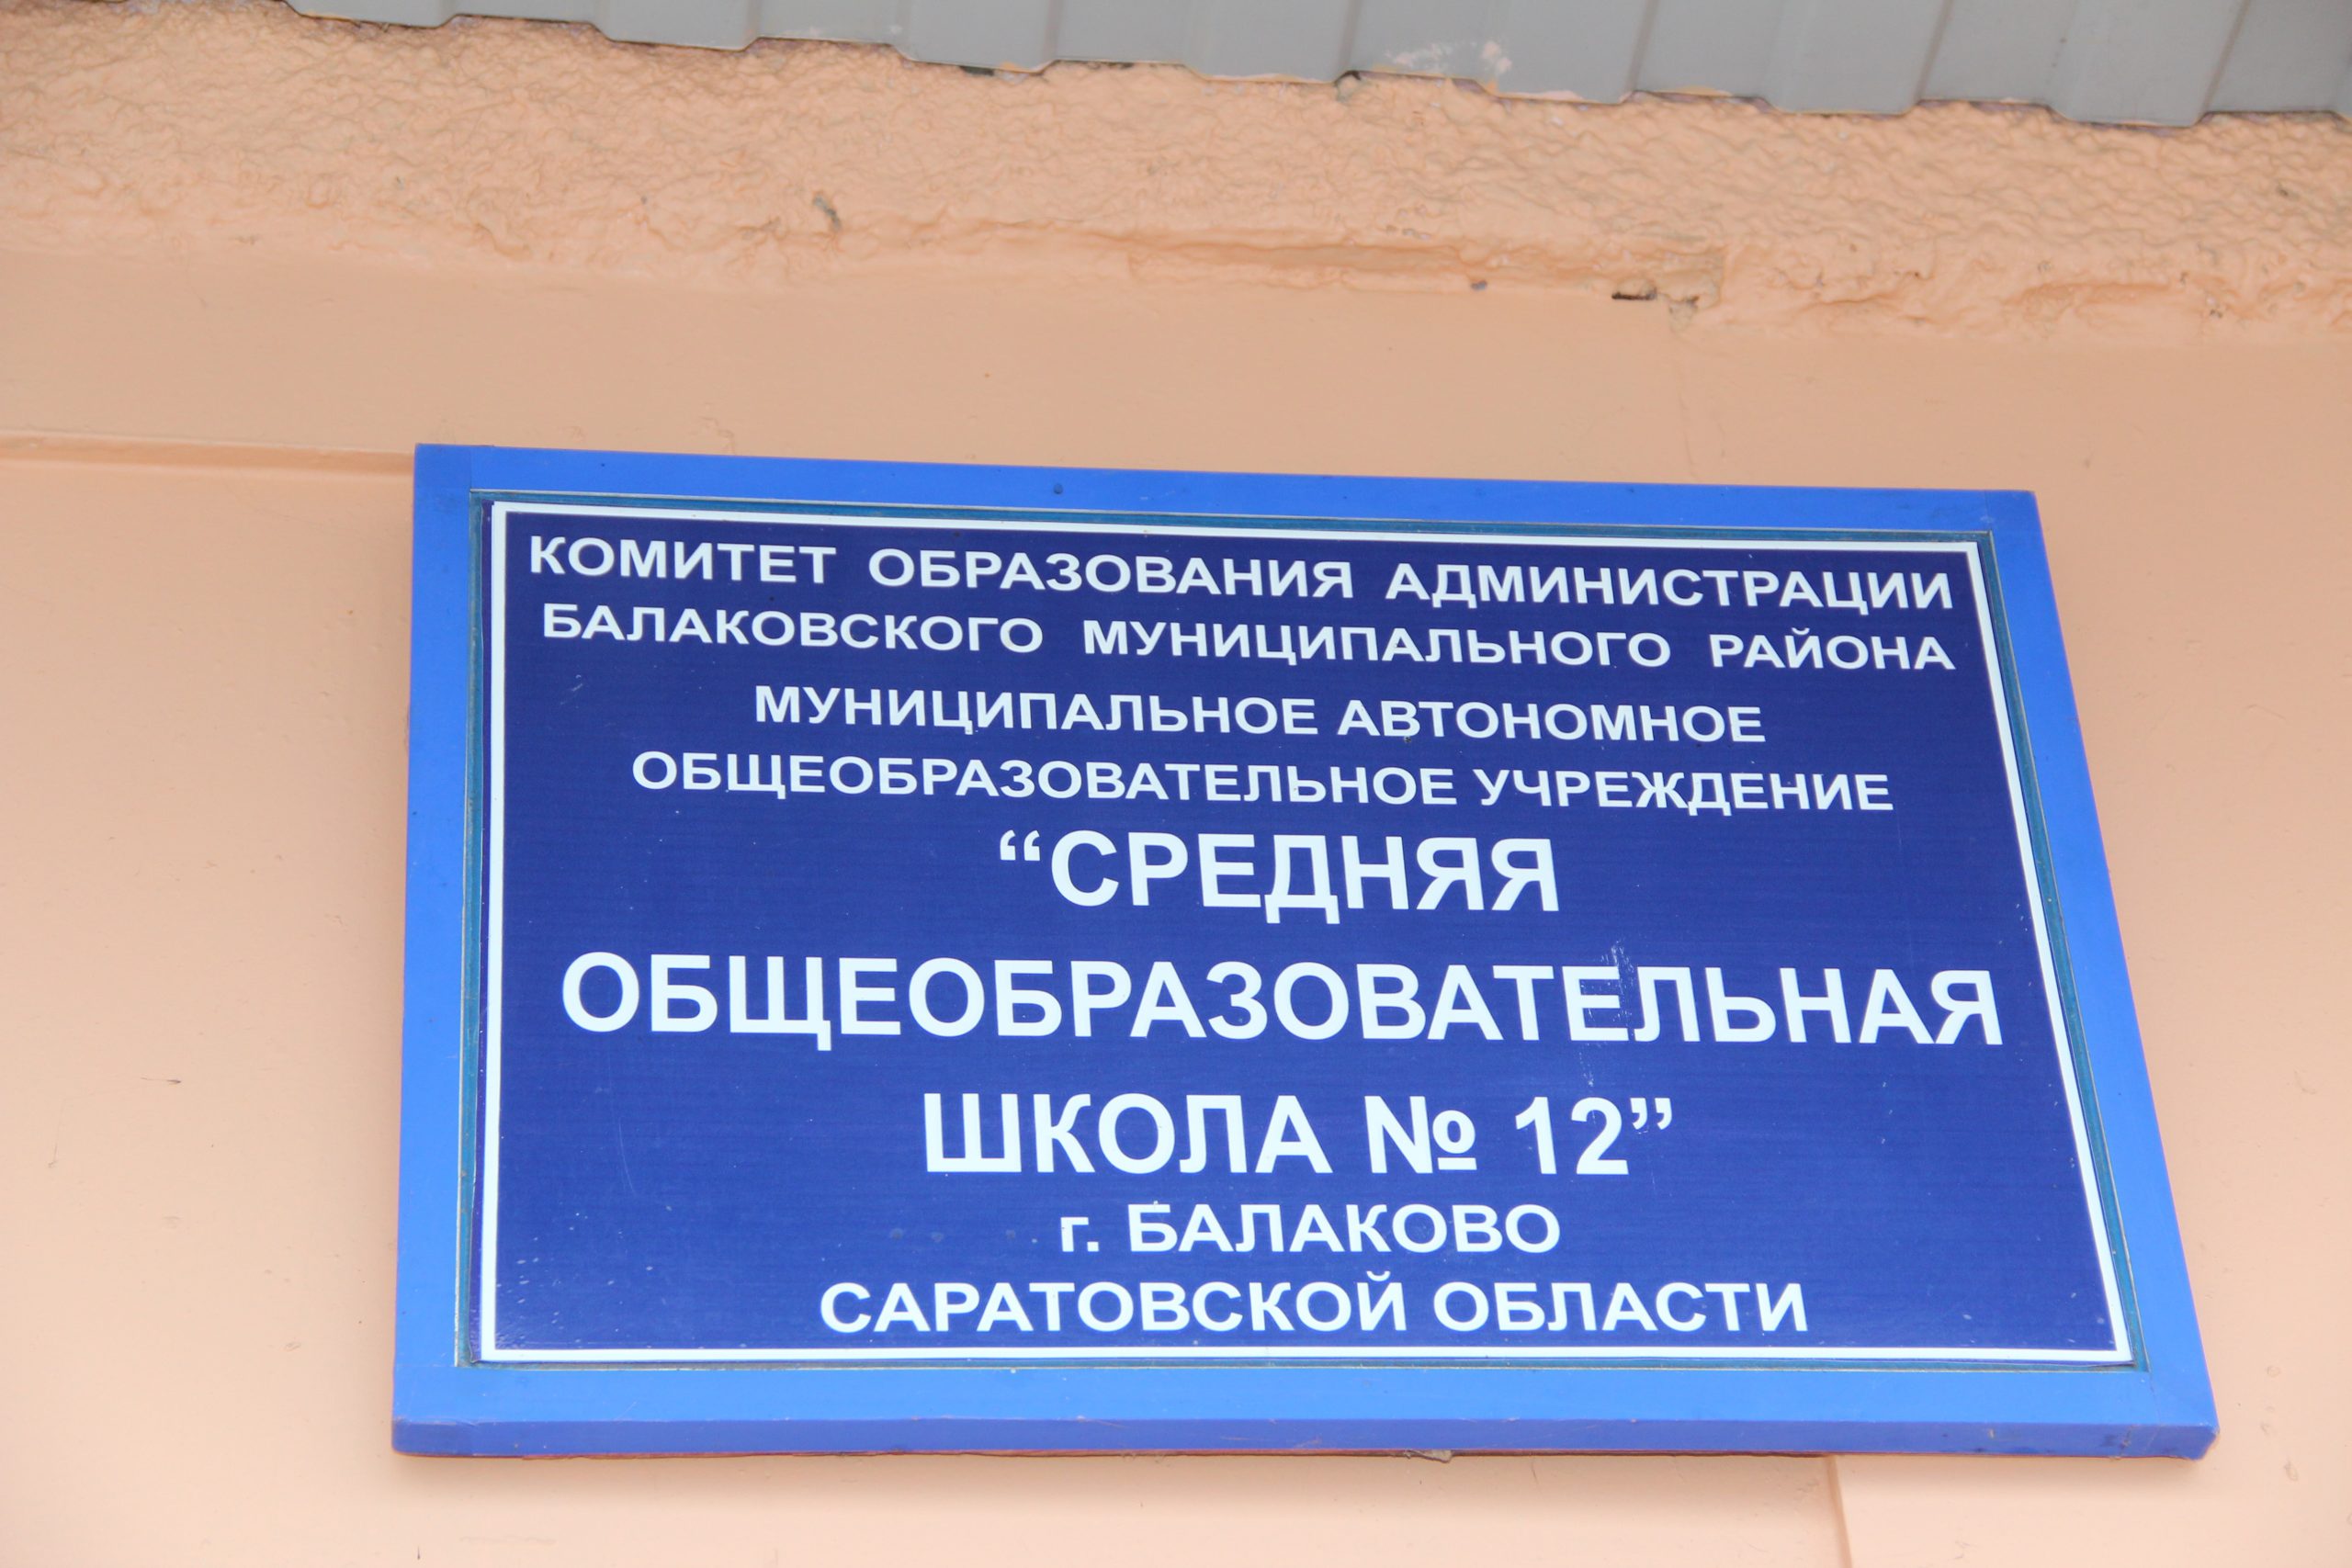 КОМИТЕТ ОБРАЗОВАНИЯ АДМИНИСТРАЦИИ
БАЛАКОВСКОГО МУНИЦИПАЛЬНОГО РАЙОНА
МУНИЦИПАЛЬНОЕ АВТОНОМНОЕ
ОБЩЕОБРАЗОВАТЕЛЬНОЕ УЧРЕЖДЕНИЕ
“СРЕДНЯЯ
ОБЩЕОБРАЗОВАТЕЛЬНАЯ
ШКОЛА № 12”
г. БАЛАКОВО
САРАТОВСКОЙ ОБЛАСТИ